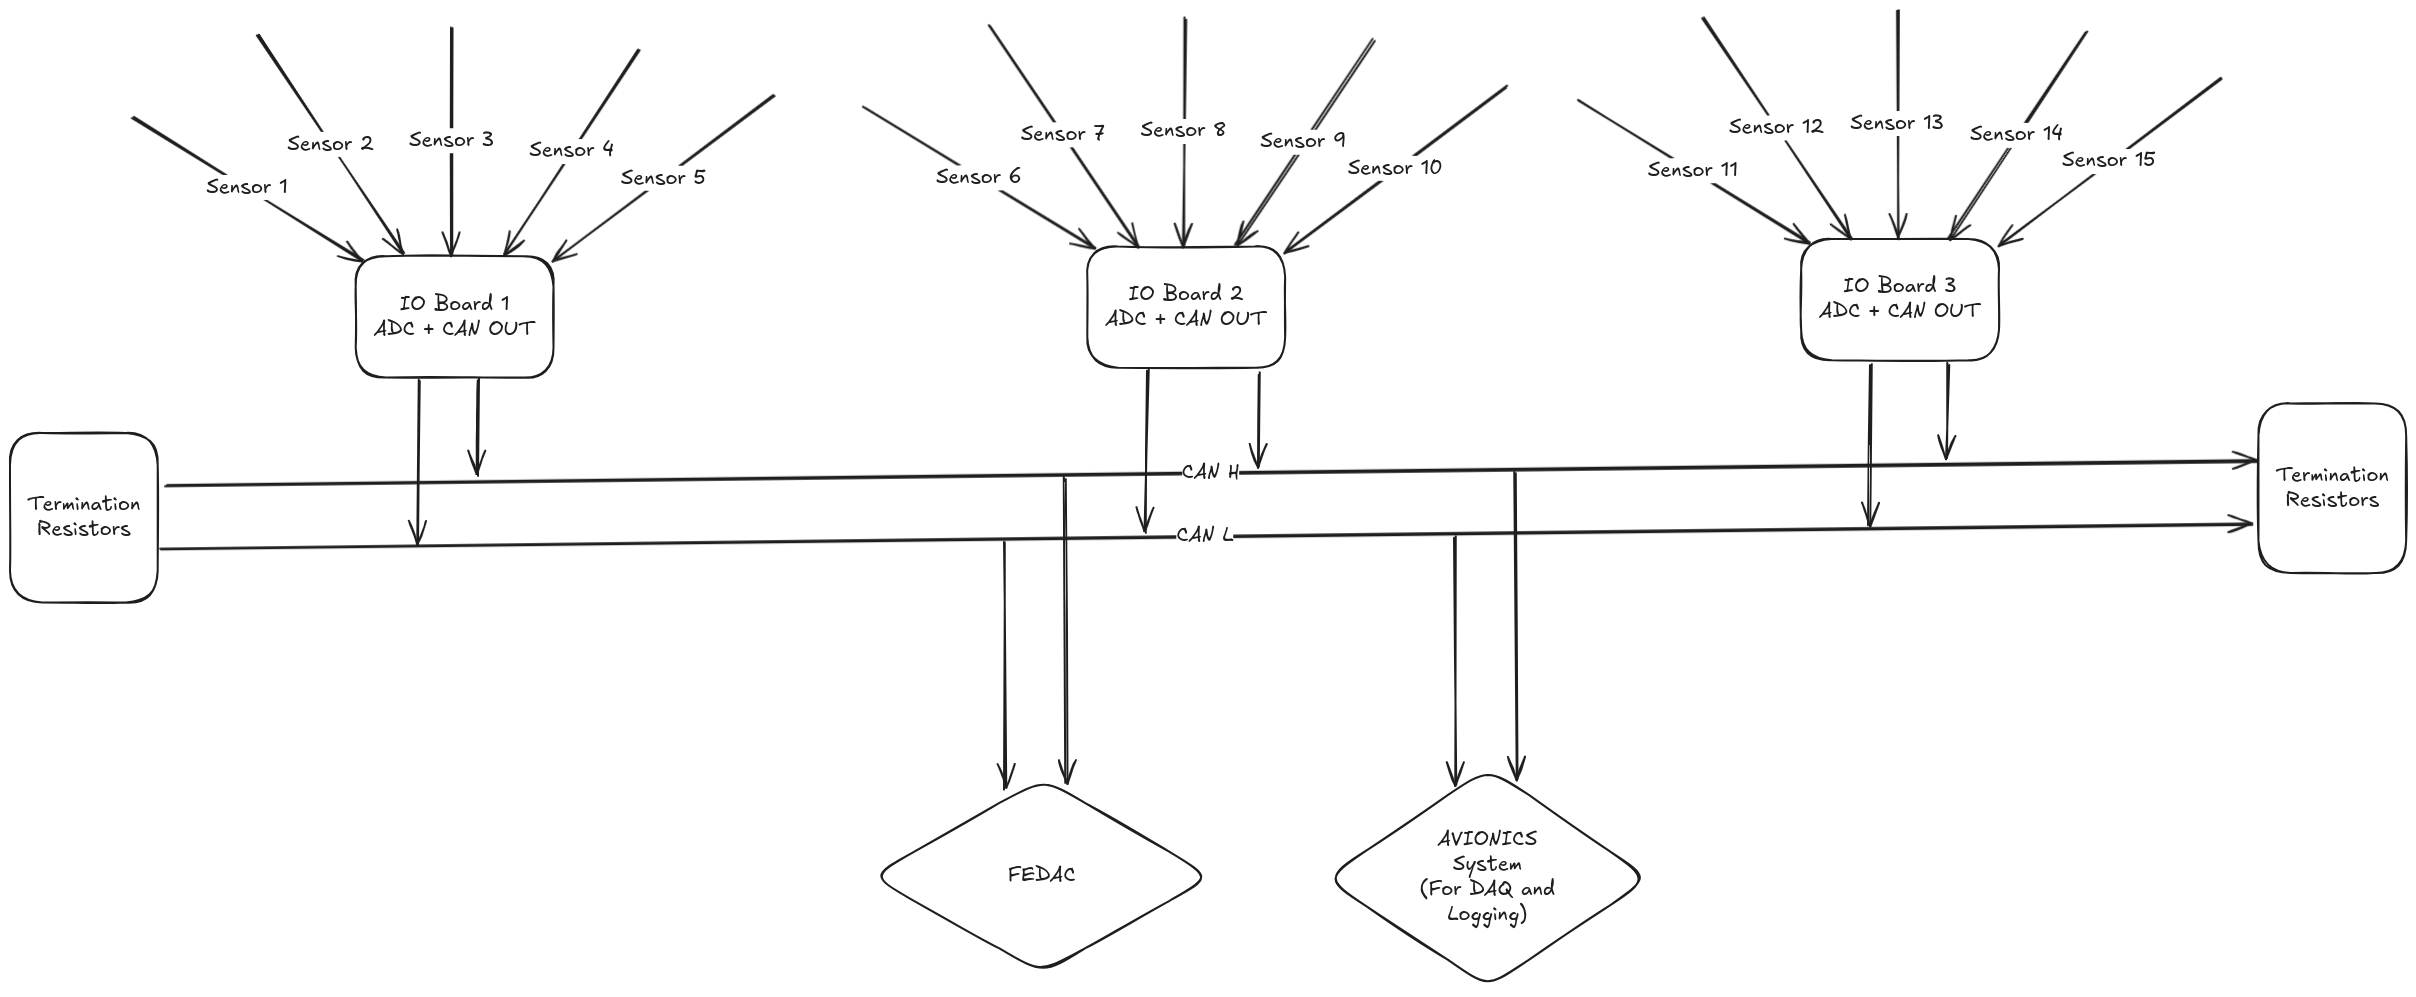 Sensor 1
Sensor 2
Sensor 3
Sensor 4
Sensor 5
Sensor 6
Sensor 7
Sensor 8
Sensor 9
Sensor 10
Sensor 11
Sensor 12
Sensor 13
Sensor 14
Sensor 15
IO Board 1
ADC + CAN OUT
IO Board 2
ADC + CAN OUT
IO Board 3
ADC + CAN OUT
Termination
Resistors
CAN H
CAN L
Termination
Resistors
FEDAC
AVIONICS
System
(For DAQ and
Logging)